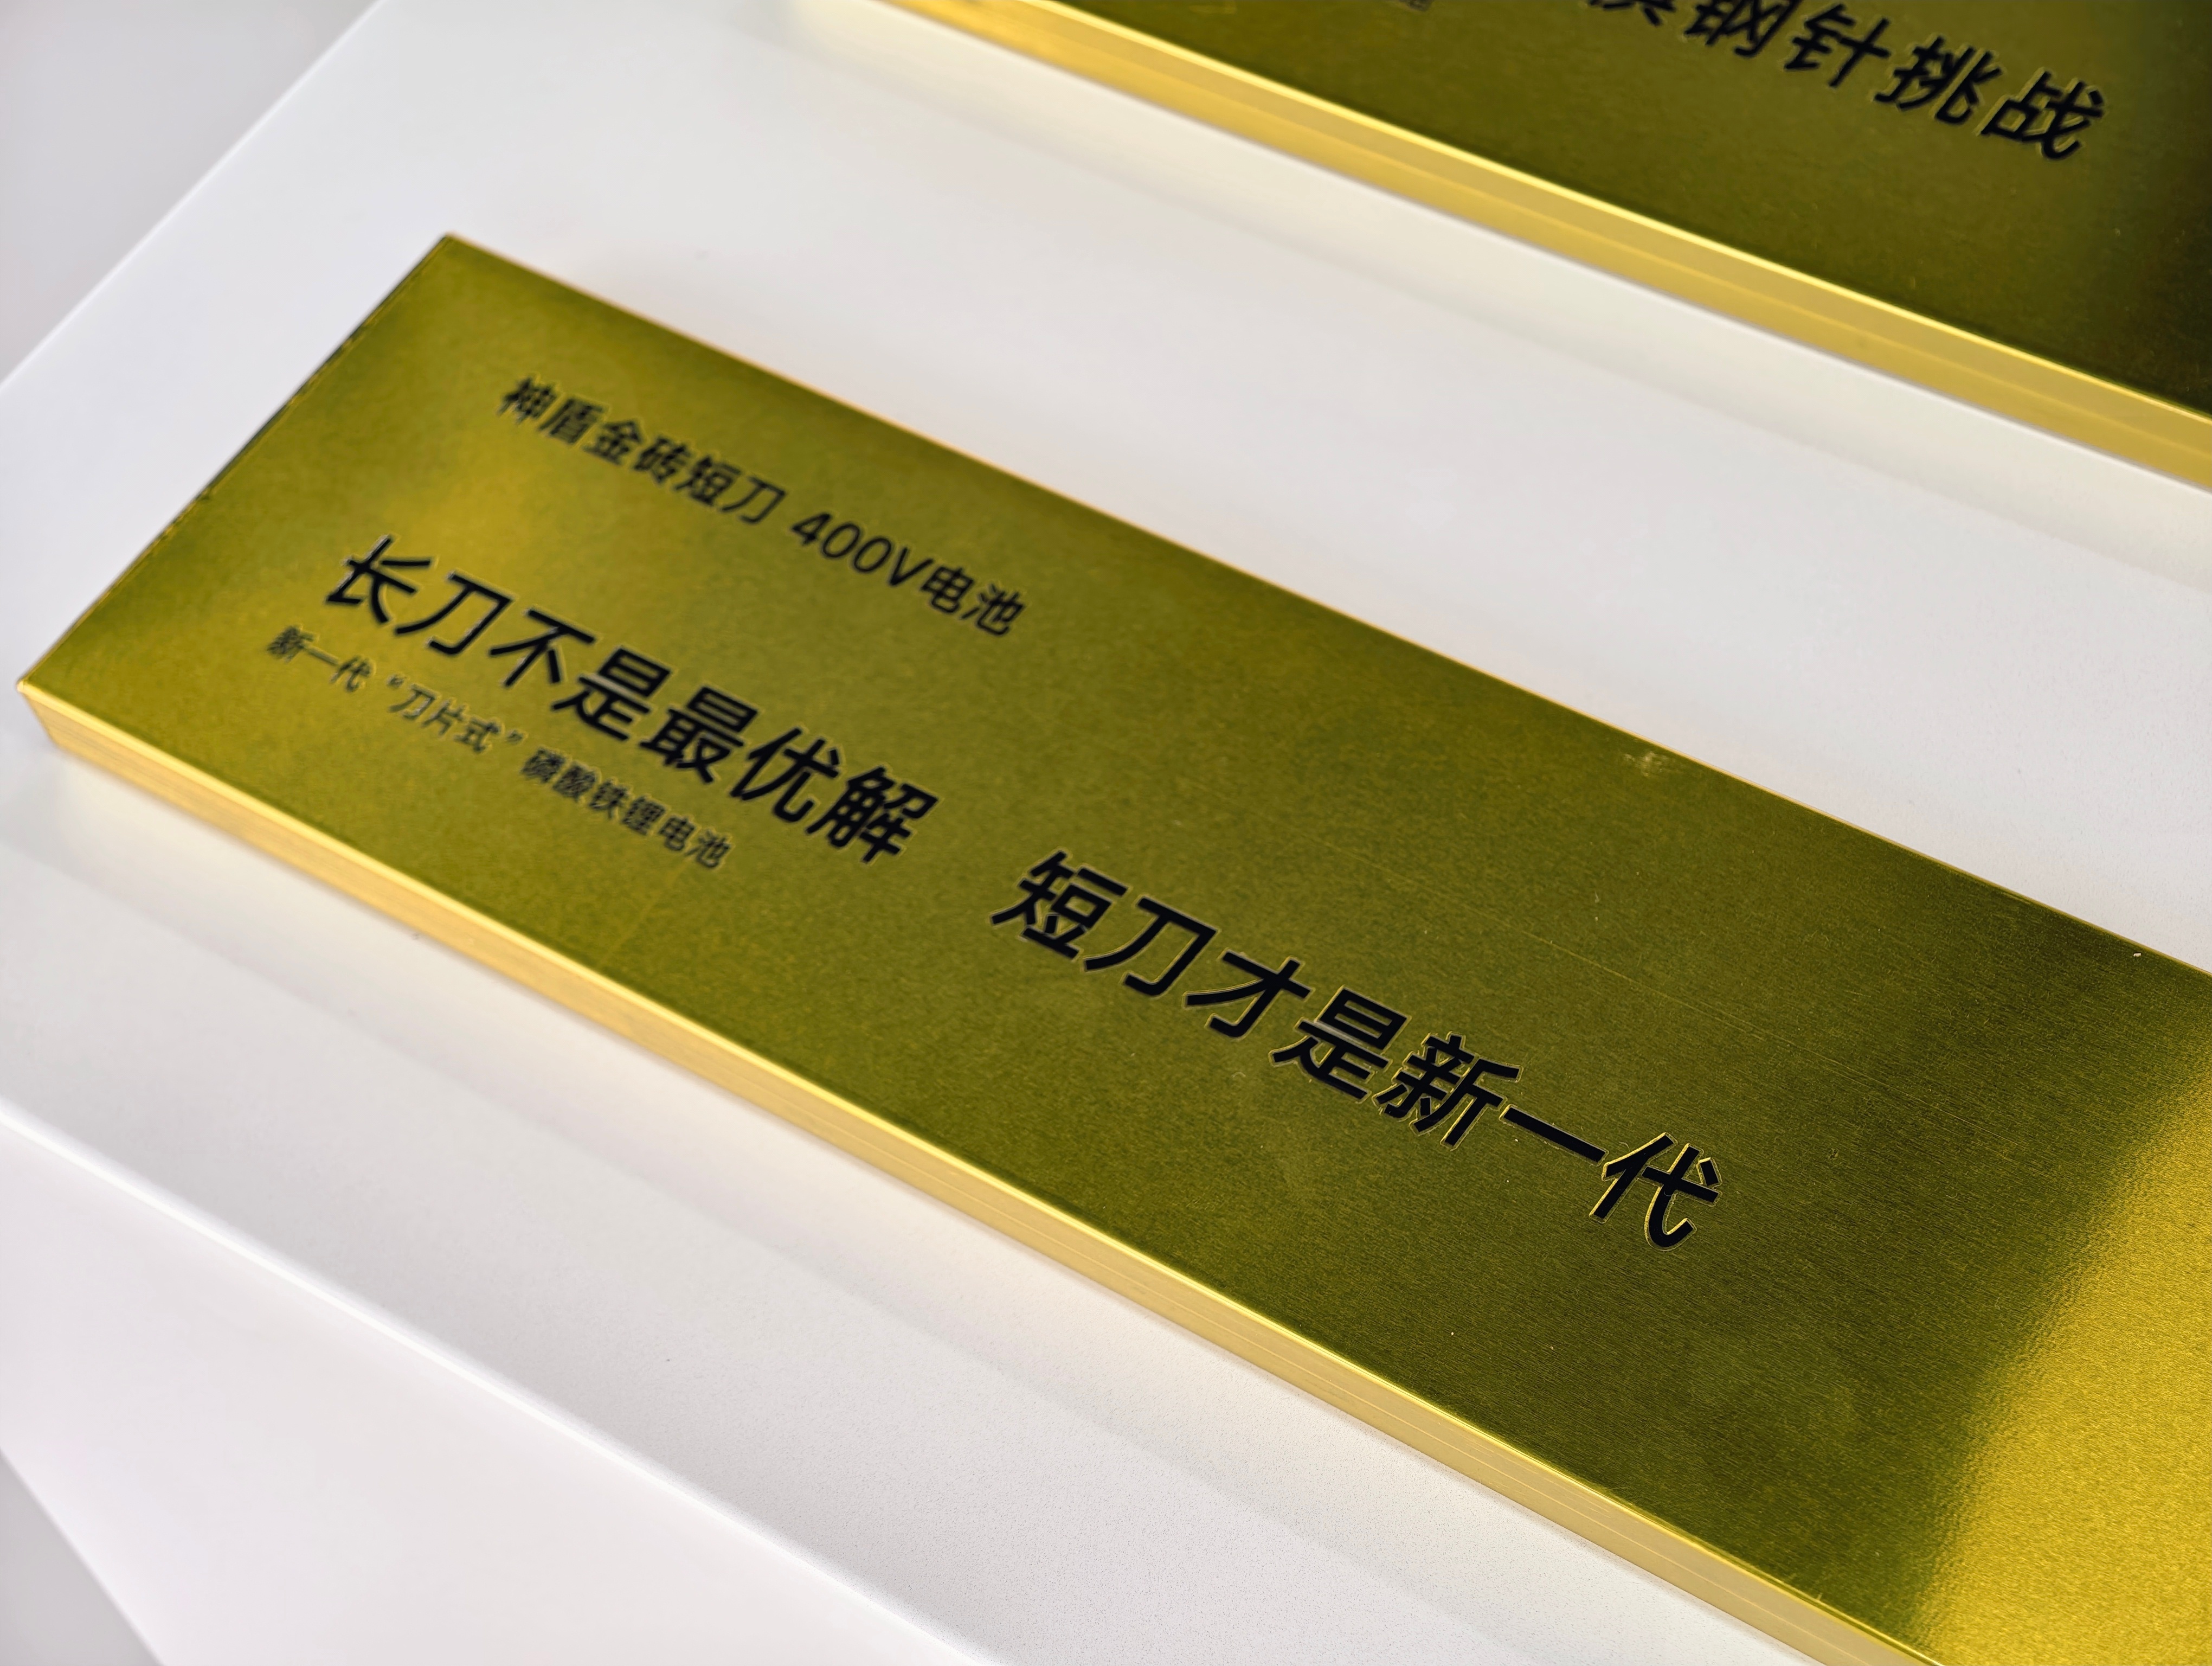 钢针挑战
神盾金砖短刀 400V电池
长刀不是最优解 短刀才是新一代
新一代“刀片式”磷酸铁锂电池